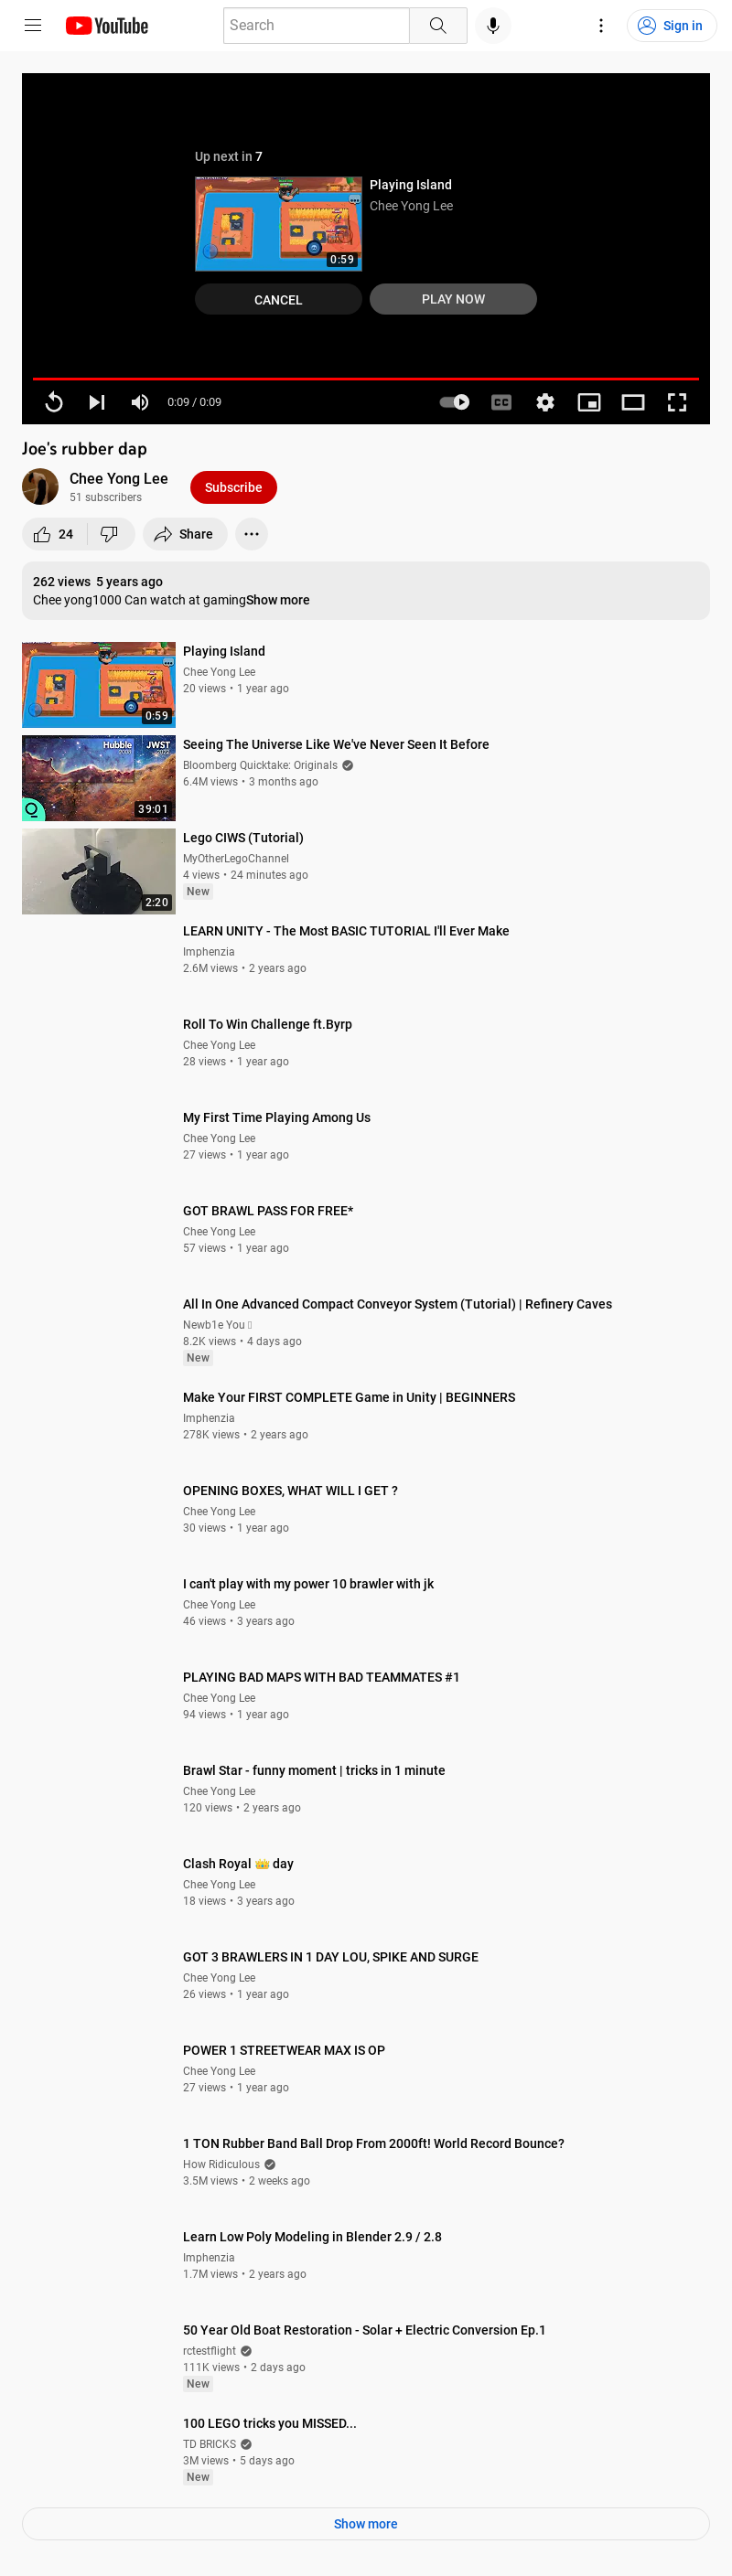 YouTube
Search
Sign in
Up next in 7
Playing Island
Chee Yong Lee
0:59
CANCEL
PLAY NOW
0:09 / 0:09
CC
Joe's rubber dap
Chee Yong Lee
51 subscribers
Subscribe
24
Share
262 views 5 years ago
Chee yong1000 Can watch at gamingShow more
Playing Island
Chee Yong Lee
20 views • 1 year ago
0:59
Seeing The Universe Like We've Never Seen It Before
Hubble
JWST
Bloomberg Quicktake: Originals
6.4M views • 3 months ago
39:01
Lego CIWS (Tutorial)
MyOtherLegoChannel
4 views • 24 minutes ago
New
2:20
LEARN UNITY - The Most BASIC TUTORIAL I'll Ever Make
Imphenzia
2.6M views • 2 years ago
Roll To Win Challenge ft.Byrp
Chee Yong Lee
28 views • 1 year ago
My First Time Playing Among Us
Chee Yong Lee
27 views • 1 year ago
GOT BRAWL PASS FOR FREE*
Chee Yong Lee
57 views • 1 year ago
All In One Advanced Compact Conveyor System (Tutorial) | Refinery Caves
Newb1e You
8.2K views • 4 days ago
New
Make Your FIRST COMPLETE Game in Unity | BEGINNERS
Imphenzia
278K views • 2 years ago
OPENING BOXES, WHAT WILL I GET ?
Chee Yong Lee
30 views • 1 year ago
I can't play with my power 10 brawler with jk
Chee Yong Lee
46 views • 3 years ago
PLAYING BAD MAPS WITH BAD TEAMMATES #1
Chee Yong Lee
94 views • 1 year ago
Brawl Star - funny moment | tricks in 1 minute
Chee Yong Lee
120 views • 2 years ago
Clash Royal 👑 day
Chee Yong Lee
18 views • 3 years ago
GOT 3 BRAWLERS IN 1 DAY LOU, SPIKE AND SURGE
Chee Yong Lee
26 views • 1 year ago
POWER 1 STREETWEAR MAX IS OP
Chee Yong Lee
27 views • 1 year ago
1 TON Rubber Band Ball Drop From 2000ft! World Record Bounce?
How Ridiculous
3.5M views • 2 weeks ago
Learn Low Poly Modeling in Blender 2.9 / 2.8
Imphenzia
1.7M views • 2 years ago
50 Year Old Boat Restoration - Solar + Electric Conversion Ep.1
rctestflight
111K views • 2 days ago
New
100 LEGO tricks you MISSED...
TD BRICKS
3M views • 5 days ago
New
Show more